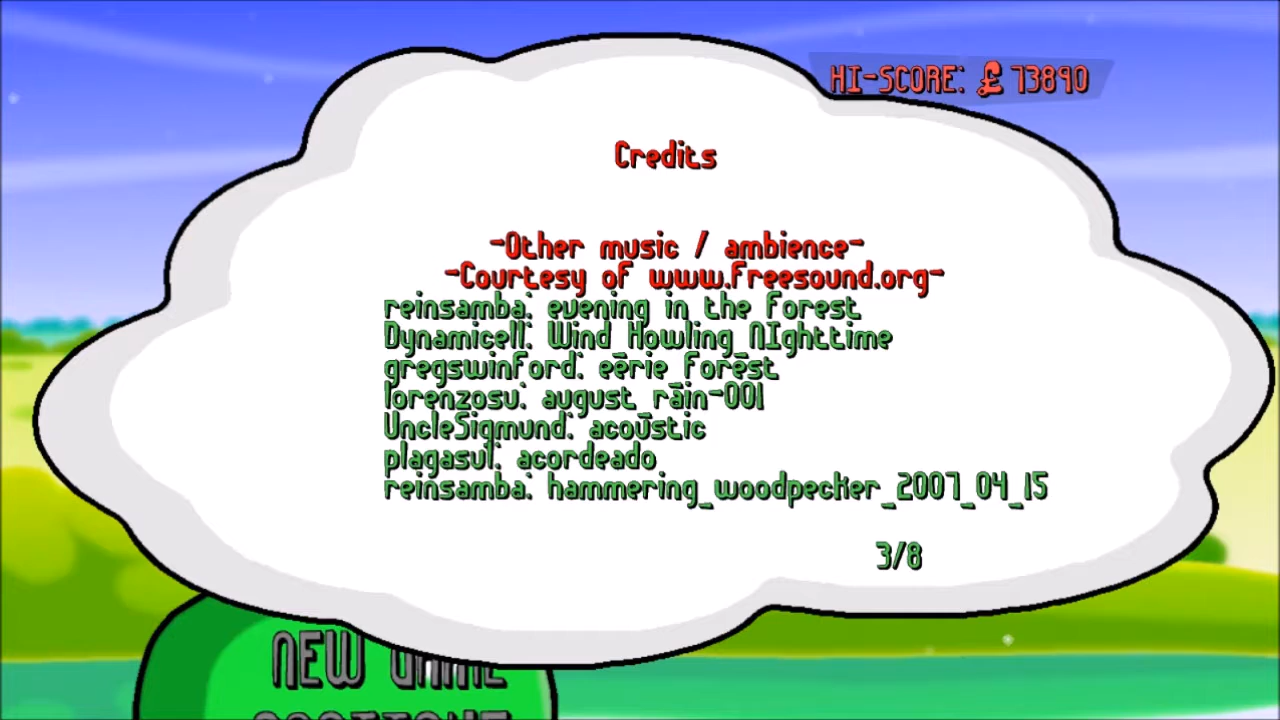 HI-SCORE: £ 73890
Credits
-Other music / ambience-
-Courtesy of www.freesound.org-
reinsamba: evening in the forest
Dynamicell: Wind Howling NIghttime
gregswinford: eerie forest
lorenzosu: august rain-001
UncleSigmund: acoustic
plagasul: acordeado
reinsamba: hammering_woodpecker_2007_04_15
3/8
NEW GAME